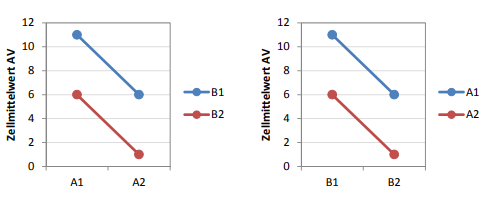 Zellmittelwert AV
12
10
8
6
4
2
0
A1 A2
B1
B2
Zellmittelwert AV
12
10
8
6
4
2
0
B1 B2
A1
A2